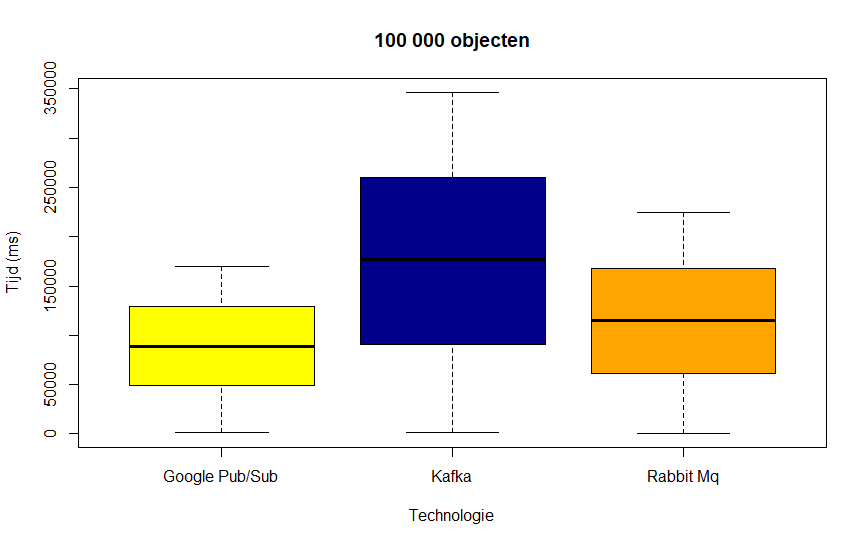 100 000 objecten
Tijd (ms)
350000
250000
150000
50000
0
Google Pub/Sub
Kafka
Rabbit Mq
Technologie